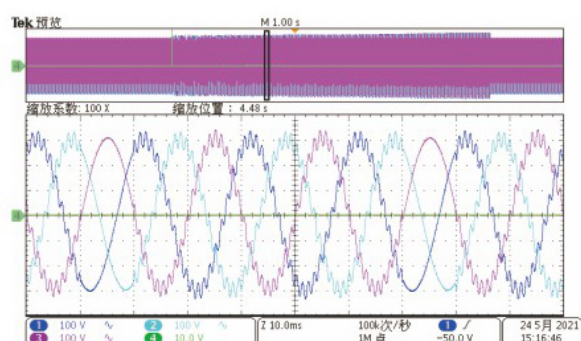 Tek 预览
M 1.00 s
4
缩放系数: 100 X
缩放位置: 4.48 s
4
1 100 V
2 100 V
3 100 V
4 10.0 V
Z 10.0ms
100k次/秒
1M 点
1
-50.0 V
24 5月 2021
15:16:46